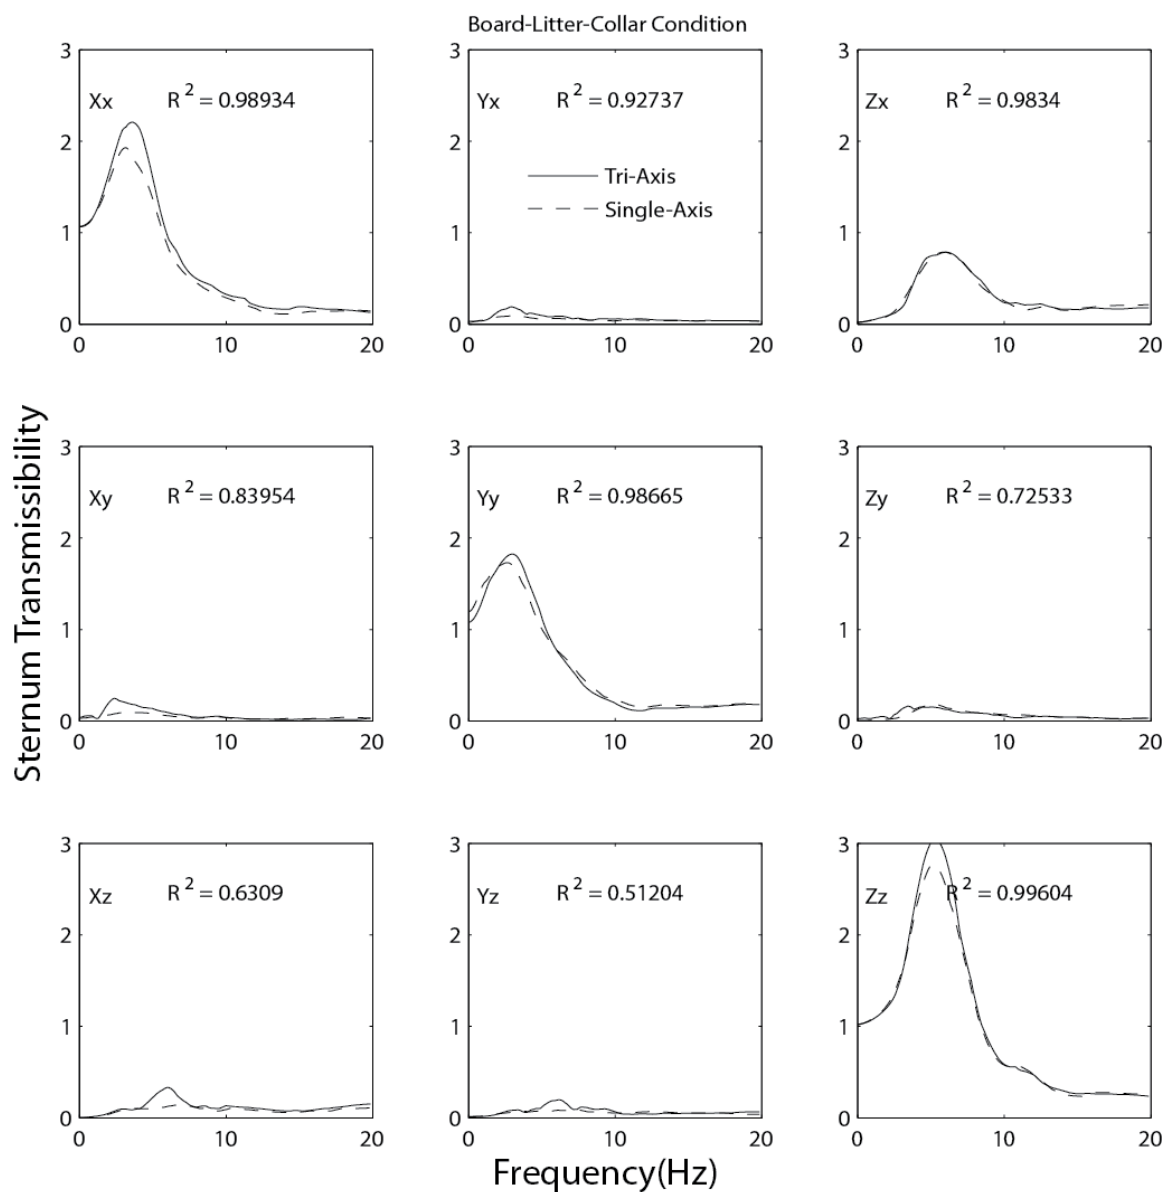 Board-Litter-Collar Condition
3
Xx R² = 0.98934
2
1
0
0 10 20
3
Yx R² = 0.92737
Tri-Axis
Single-Axis
2
1
0
0 10 20
3
Zx R² = 0.9834
2
1
0
0 10 20
Sternum Transmissibility
3
Xy R² = 0.83954
2
1
0
0 10 20
3
Yy R² = 0.98665
2
1
0
0 10 20
3
Zy R² = 0.72533
2
1
0
0 10 20
3
Xz R² = 0.6309
2
1
0
0 10 20
3
Yz R² = 0.51204
2
1
0
0 10 20
3
Zz R² = 0.99604
2
1
0
0 10 20
Frequency(Hz)